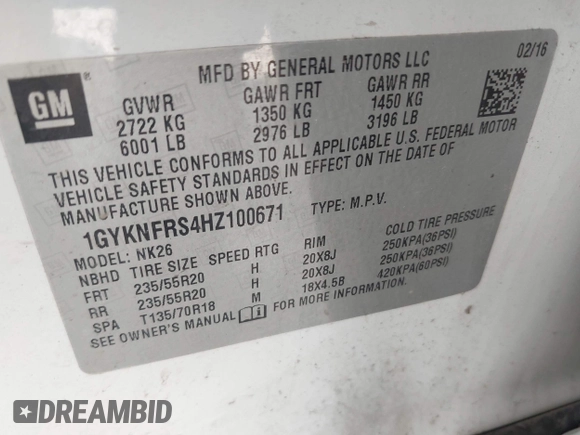 MFD BY GENERAL MOTORS LLC
02/16
GM
GVWR GAWR FRT GAWR RR
2722 KG 1350 KG 1450 KG
6001 LB 2976 LB 3196 LB
THIS VEHICLE CONFORMS TO ALL APPLICABLE U.S. FEDERAL MOTOR
VEHICLE SAFETY STANDARDS IN EFFECT ON THE DATE OF
MANUFACTURE SHOWN ABOVE.
1GYKNFRS4HZ100671 TYPE: M.P.V.
MODEL: NK26
NBHD TIRE SIZE SPEED RTG RIM COLD TIRE PRESSURE
FRT 235/55R20 H 20X8J 250KPA(36PSI)
RR 235/55R20 H 20X8J 250KPA(36PSI)
SPA T135/70R18 M 18X4.5B 420KPA(60PSI)
SEE OWNER'S MANUAL FOR MORE INFORMATION.
DREAMBID